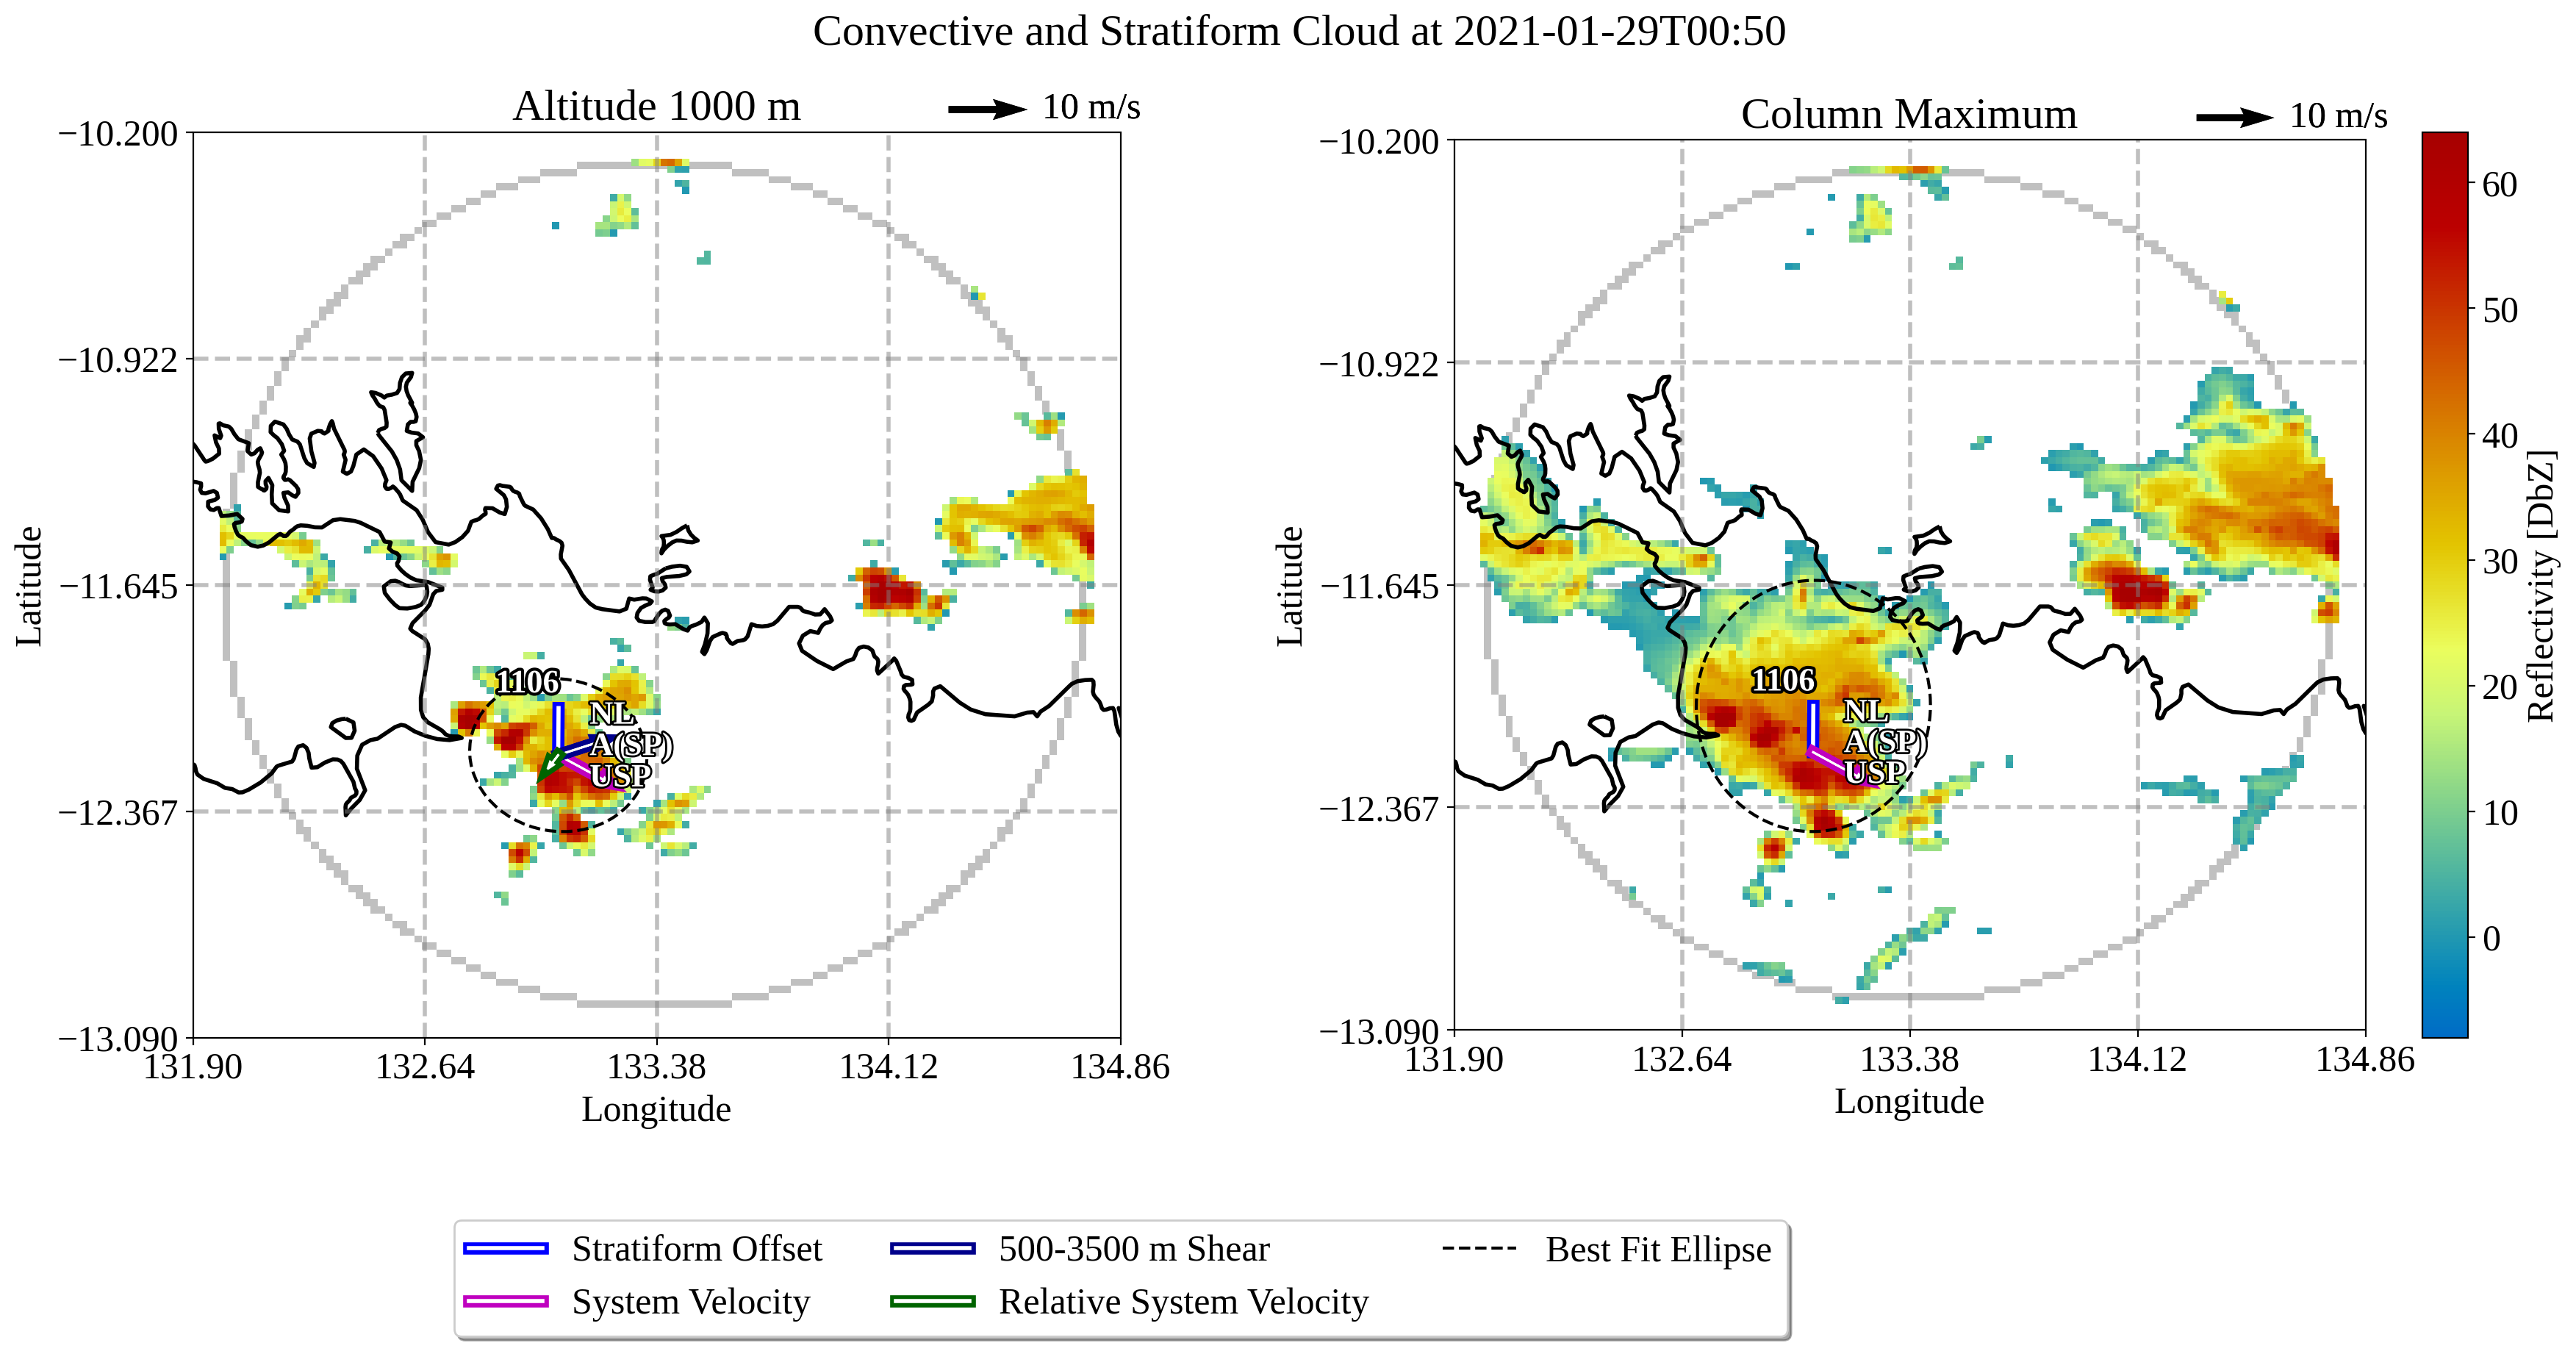 Convective and Stratiform Cloud at 2021-01-29T00:50
Altitude 1000 m
10 m/s
−10.200
−10.922
−11.645
−12.367
−13.090
131.90
132.64
133.38
134.12
134.86
Latitude
Longitude
1106
NL
A(SP)
USP
Column Maximum
10 m/s
−10.200
−10.922
−11.645
−12.367
−13.090
131.90
132.64
133.38
134.12
134.86
Latitude
Longitude
1106
NL
A(SP)
USP
60
50
40
30
20
10
0
Reflectivity [DbZ]
Stratiform Offset
System Velocity
500-3500 m Shear
Relative System Velocity
Best Fit Ellipse